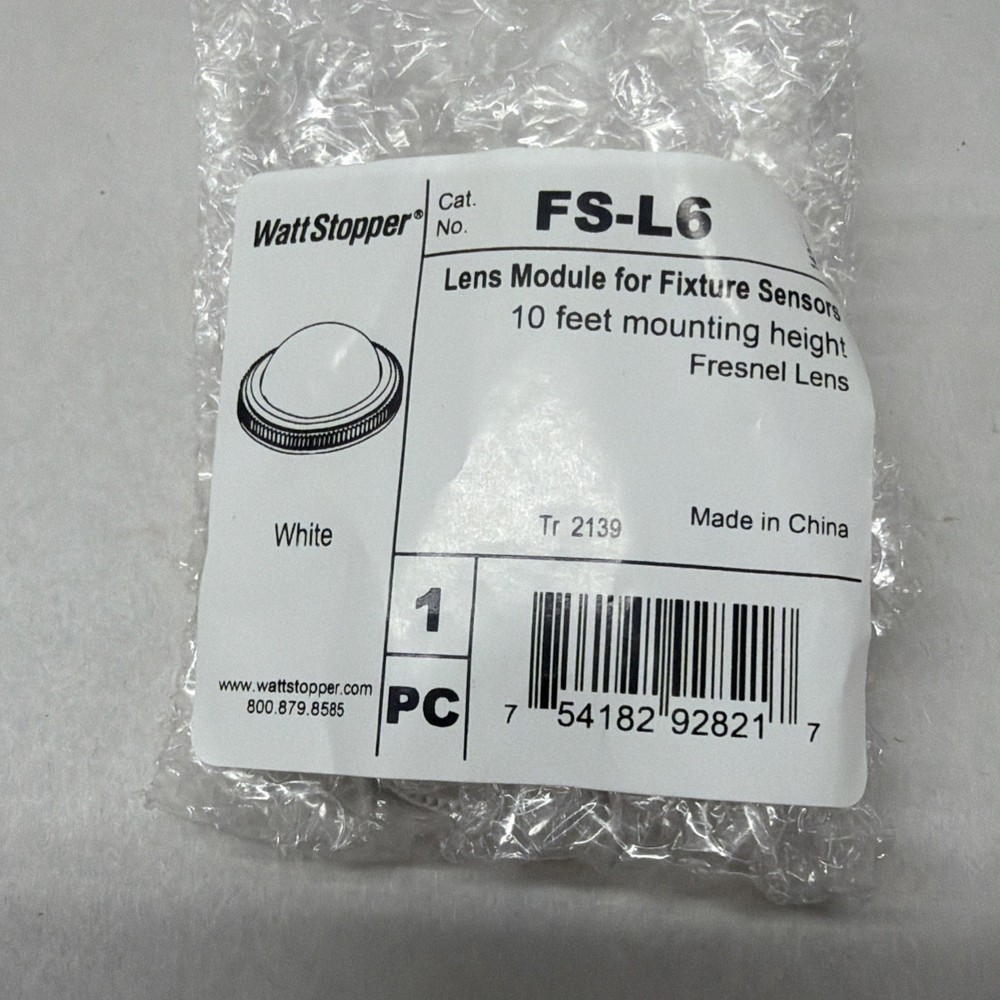 WattStopper®
Cat.
No.
FS-L6
Lens Module for Fixture Sensors
10 feet mounting height
Fresnel Lens
White
Tr 2139
Made in China
1
PC
www.wattstopper.com
800.879.8585
7 54182 92821 7